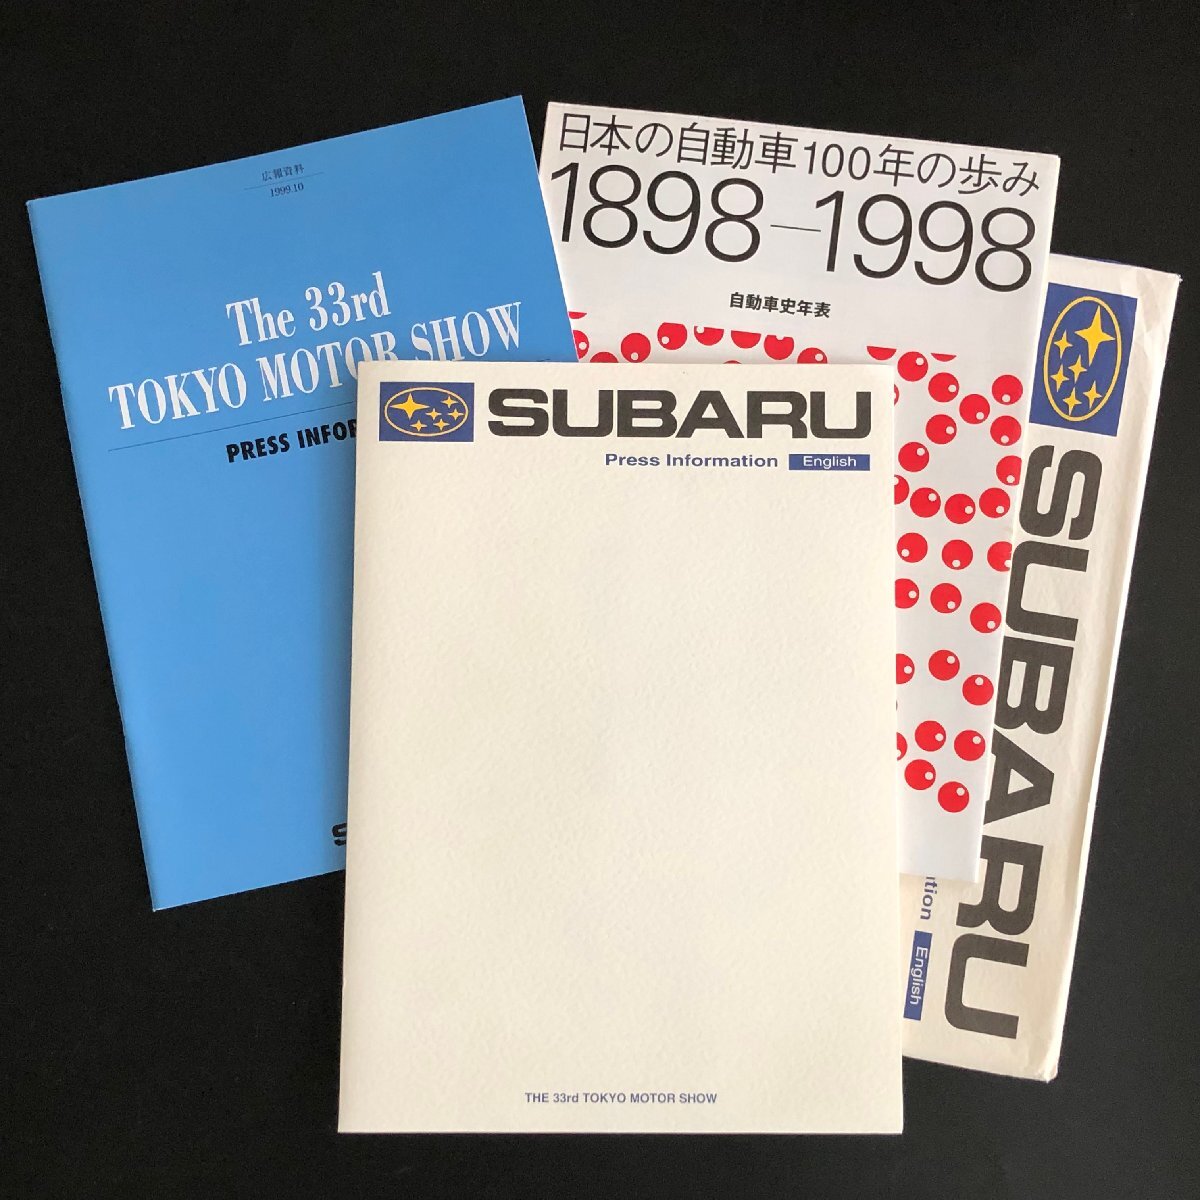 広報資料
1999.10
The 33rd
TOKYO MOTOR SHOW
PRESS
日本の自動車100年の歩み
1898—1998
自動車史年表
SUBARU
Press Information English
THE 33rd TOKYO MOTOR SHOW
SUBARU
English